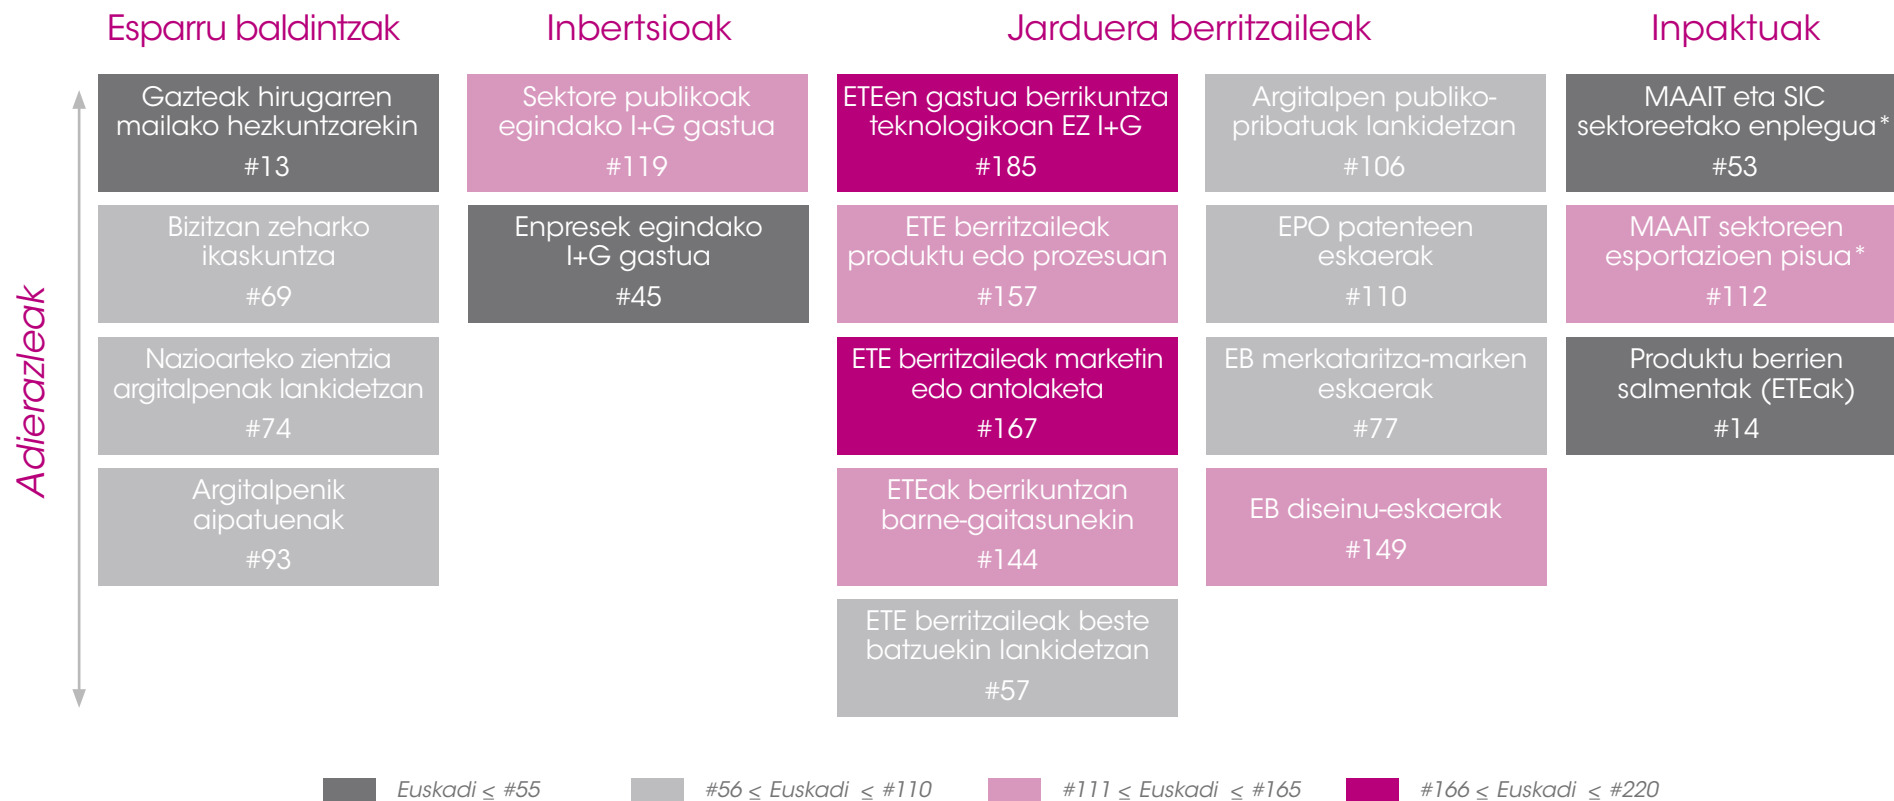 Esparru baldintzak
Inbertsioak
Jarduera berritzaileak
Inpaktuak
Adierazleak
Gazteak hirugarren
mailako hezkuntzarekin
#13
Bizitzan zeharko
ikaskuntza
#69
Nazioarteko zientzia
argitalpenak lankidetzan
#74
Argitalpenik
aipatuenak
#93
Sektore publikoak
egindako I+G gastua
#119
Enpresek egindako
I+G gastua
#45
ETEen gastua berrikuntza
teknologikoan EZ I+G
#185
ETE berritzaileak
produktu edo prozesuan
#157
ETE berritzaileak marketin
edo antolaketa
#167
ETEak berrikuntzan
barne-gaitasunekin
#144
ETE berritzaileak beste
batzuekin lankidetzan
#57
Argitalpen publiko-
pribatuak lankidetzan
#106
EPO patenteen
eskaerak
#110
EB merkataritza-marken
eskaerak
#77
EB diseinu-eskaerak
#149
MAAIT eta SIC
sektoreetako enplegua*
#53
MAAIT sektoreen
esportazioen pisua*
#112
Produktu berrien
salmentak (ETEak)
#14
Euskadi ≤ #55
#56 ≤ Euskadi ≤ #110
#111 ≤ Euskadi ≤ #165
#166 ≤ Euskadi ≤ #220